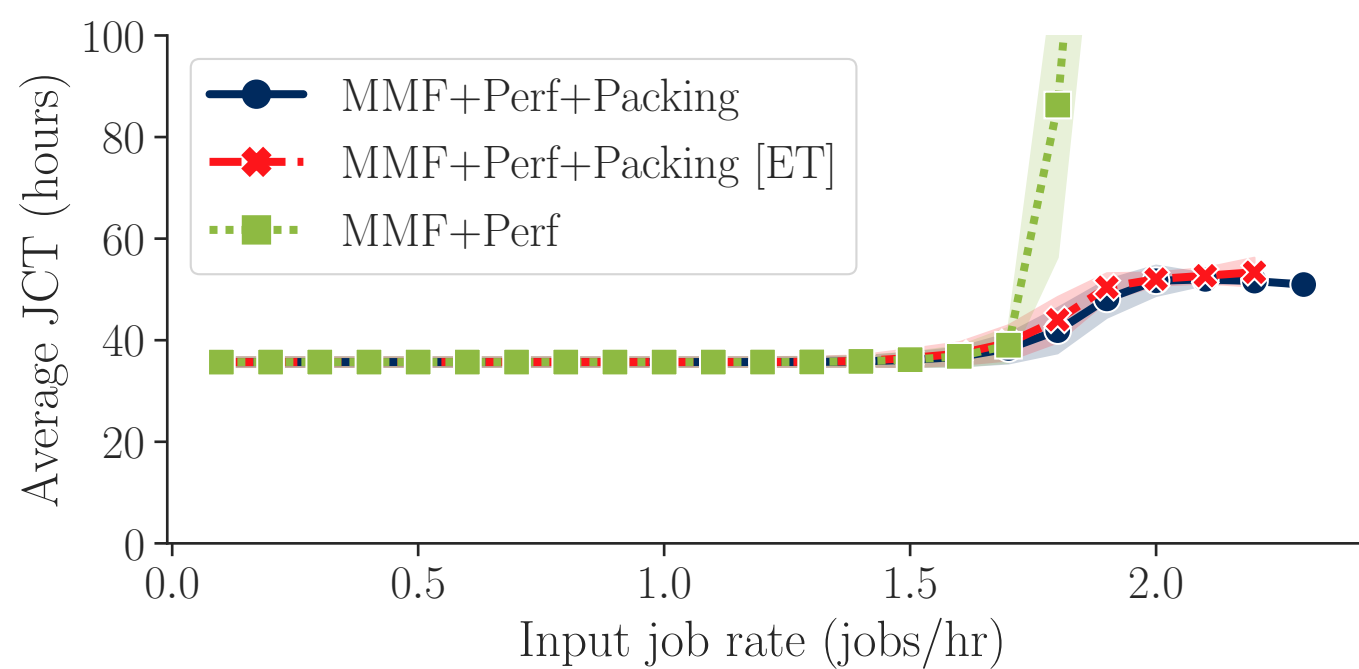 100
80
60
40
20
0
Average JCT (hours)
MMF+Perf+Packing
MMF+Perf+Packing [ET]
MMF+Perf
0.0 0.5 1.0 1.5 2.0
Input job rate (jobs/hr)